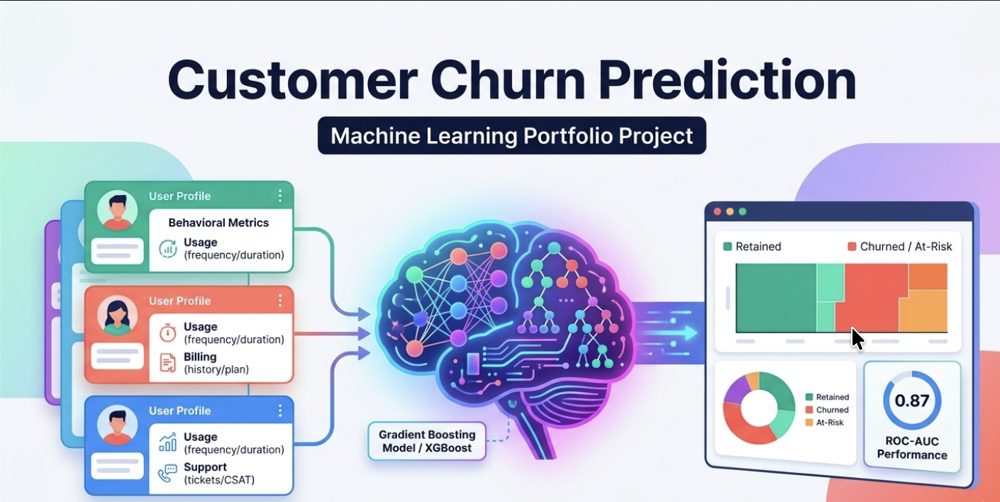 Customer Churn Prediction
Machine Learning Portfolio Project
User Profile
Behavioral Metrics
Usage
(frequency/duration)
User Profile
Usage
(frequency/duration)
Billing
(history/plan)
User Profile
Usage
(frequency/duration)
Support
(tickets/CSAT)
Gradient Boosting
Model / XGBoost
Retained
Churned / At-Risk
Retained
Churned
At-Risk
0.87
ROC-AUC
Performance